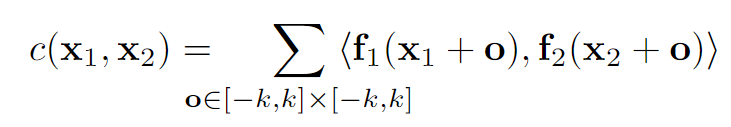 c(x₁, x₂) = ∑ ⟨f₁(x₁ + o), f₂(x₂ + o)⟩
o∈[−k,k]×[−k,k]